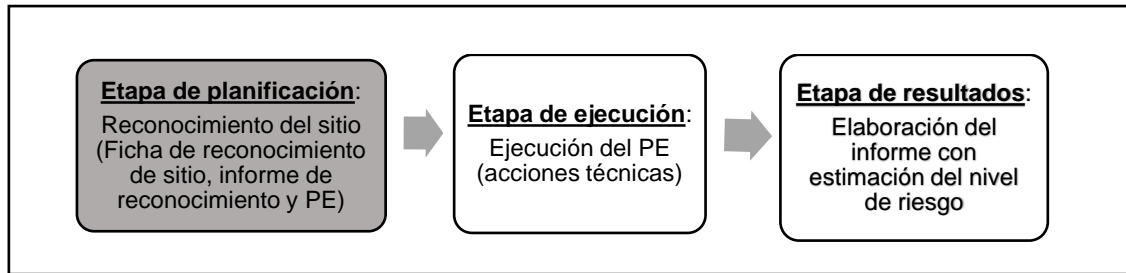 Etapa de planificación:
Reconocimiento del sitio
(Ficha de reconocimiento
de sitio, informe de
reconocimiento y PE)
Etapa de ejecución:
Ejecución del PE
(acciones técnicas)
Etapa de resultados:
Elaboración del
informe con
estimación del nivel
de riesgo